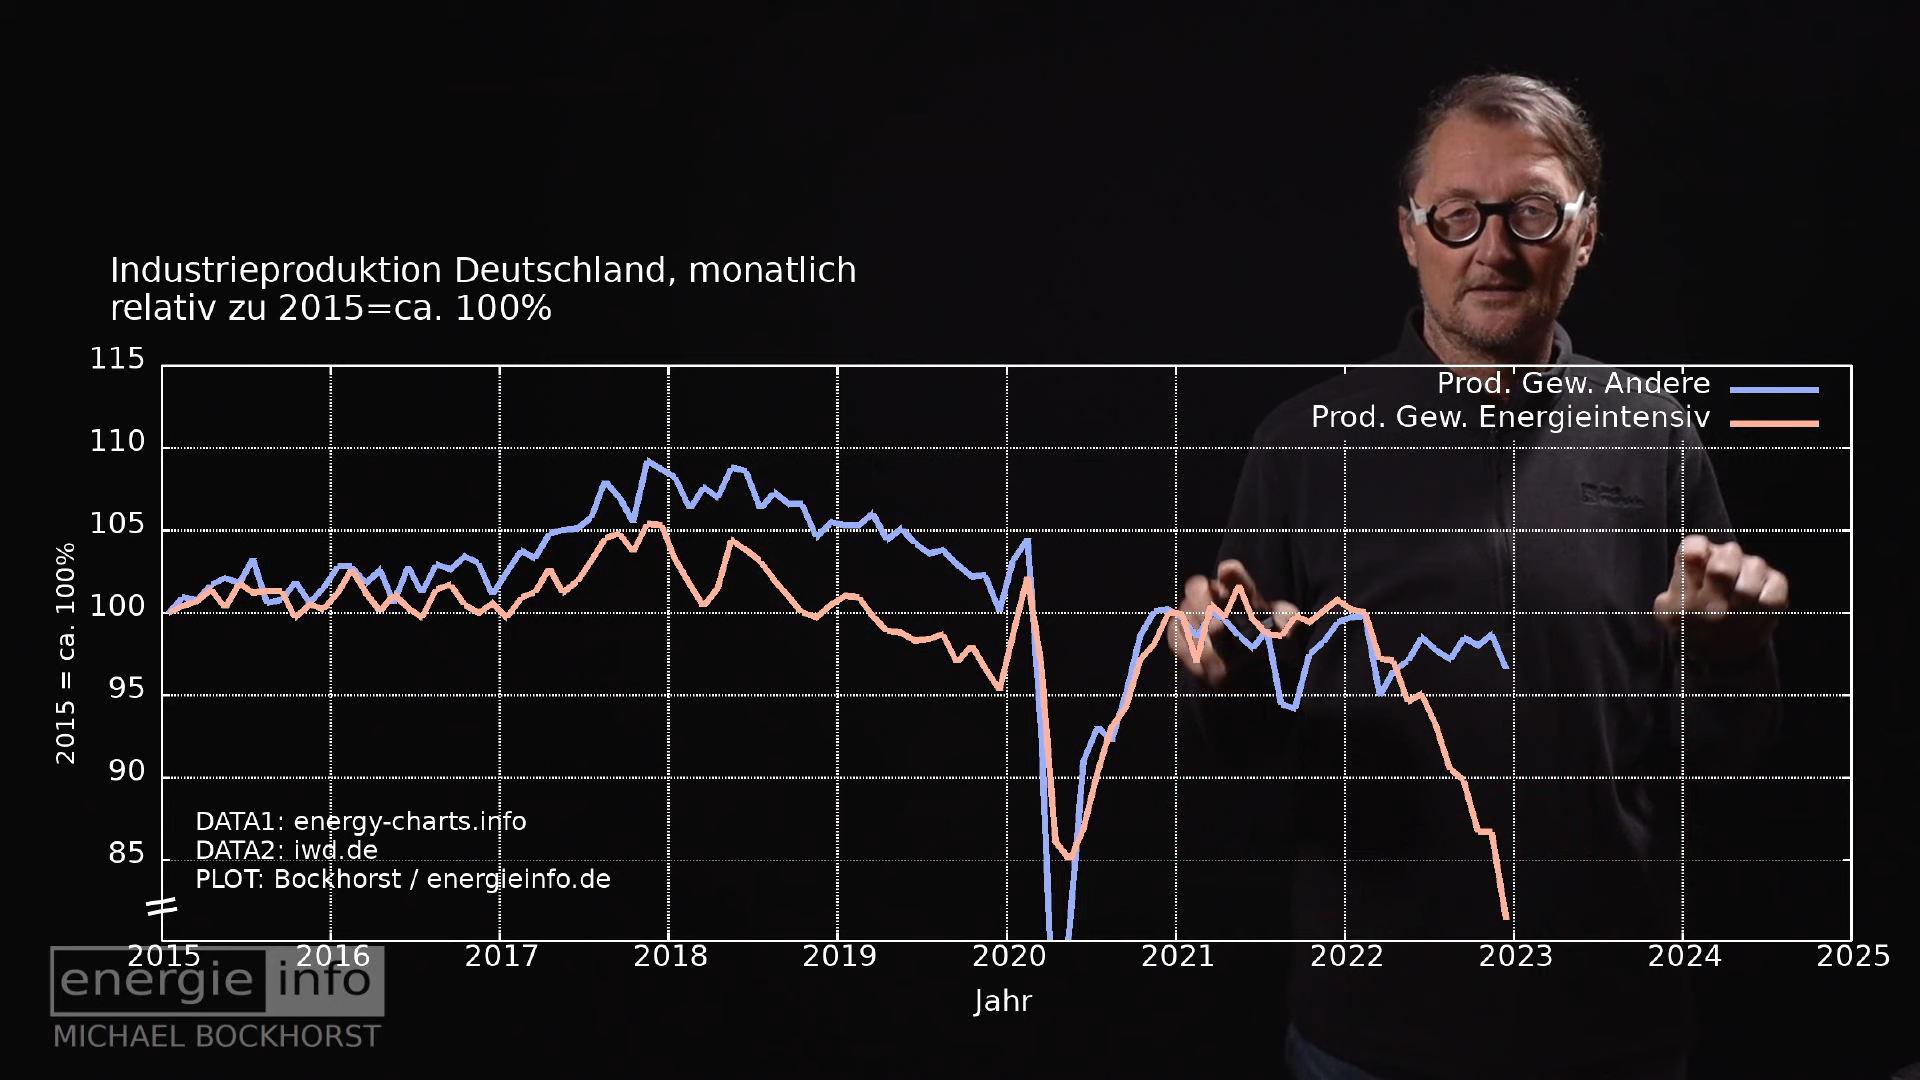 Industrieproduktion Deutschland, monatlich
relativ zu 2015=ca. 100%
115
110
105
100
95
90
85
2015 = ca. 100%
Prod. Gew. Andere
Prod. Gew. Energieintensiv
DATA1: energy-charts.info
DATA2: iwd.de
PLOT: Bockhorst / energieinfo.de
2015 2016 2017 2018 2019 2020 2021 2022 2023 2024 2025
Jahr
energie info
MICHAEL BOCKHORST